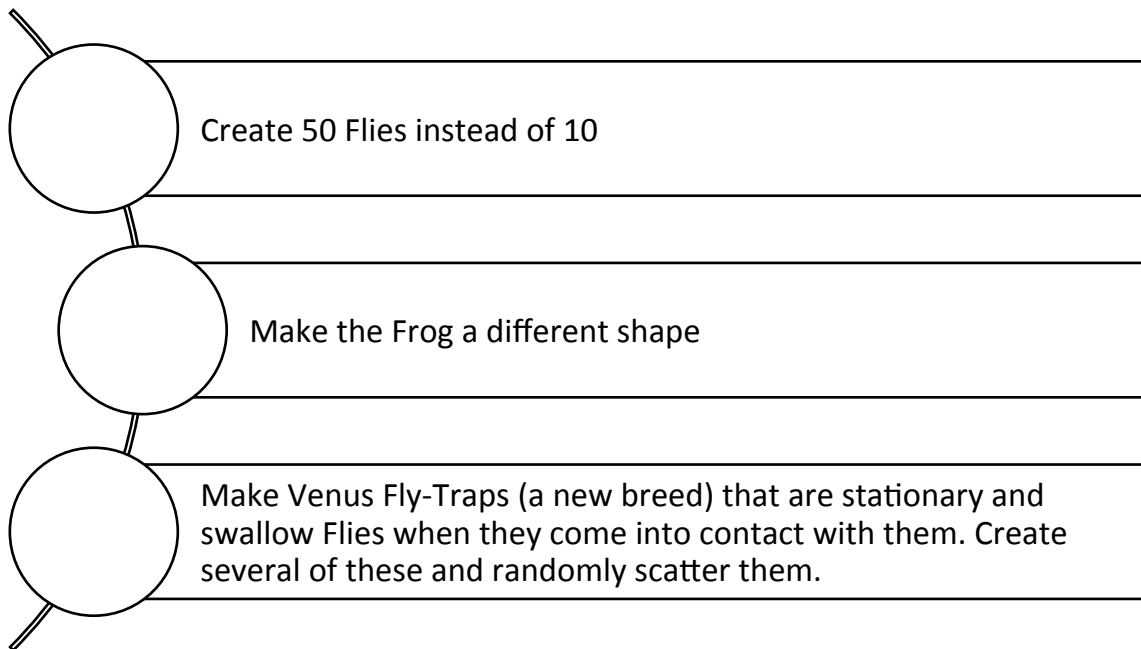 Create 50 Flies instead of 10
Make the Frog a different shape
Make Venus Fly-Traps (a new breed) that are stationary and
swallow Flies when they come into contact with them. Create
several of these and randomly scatter them.